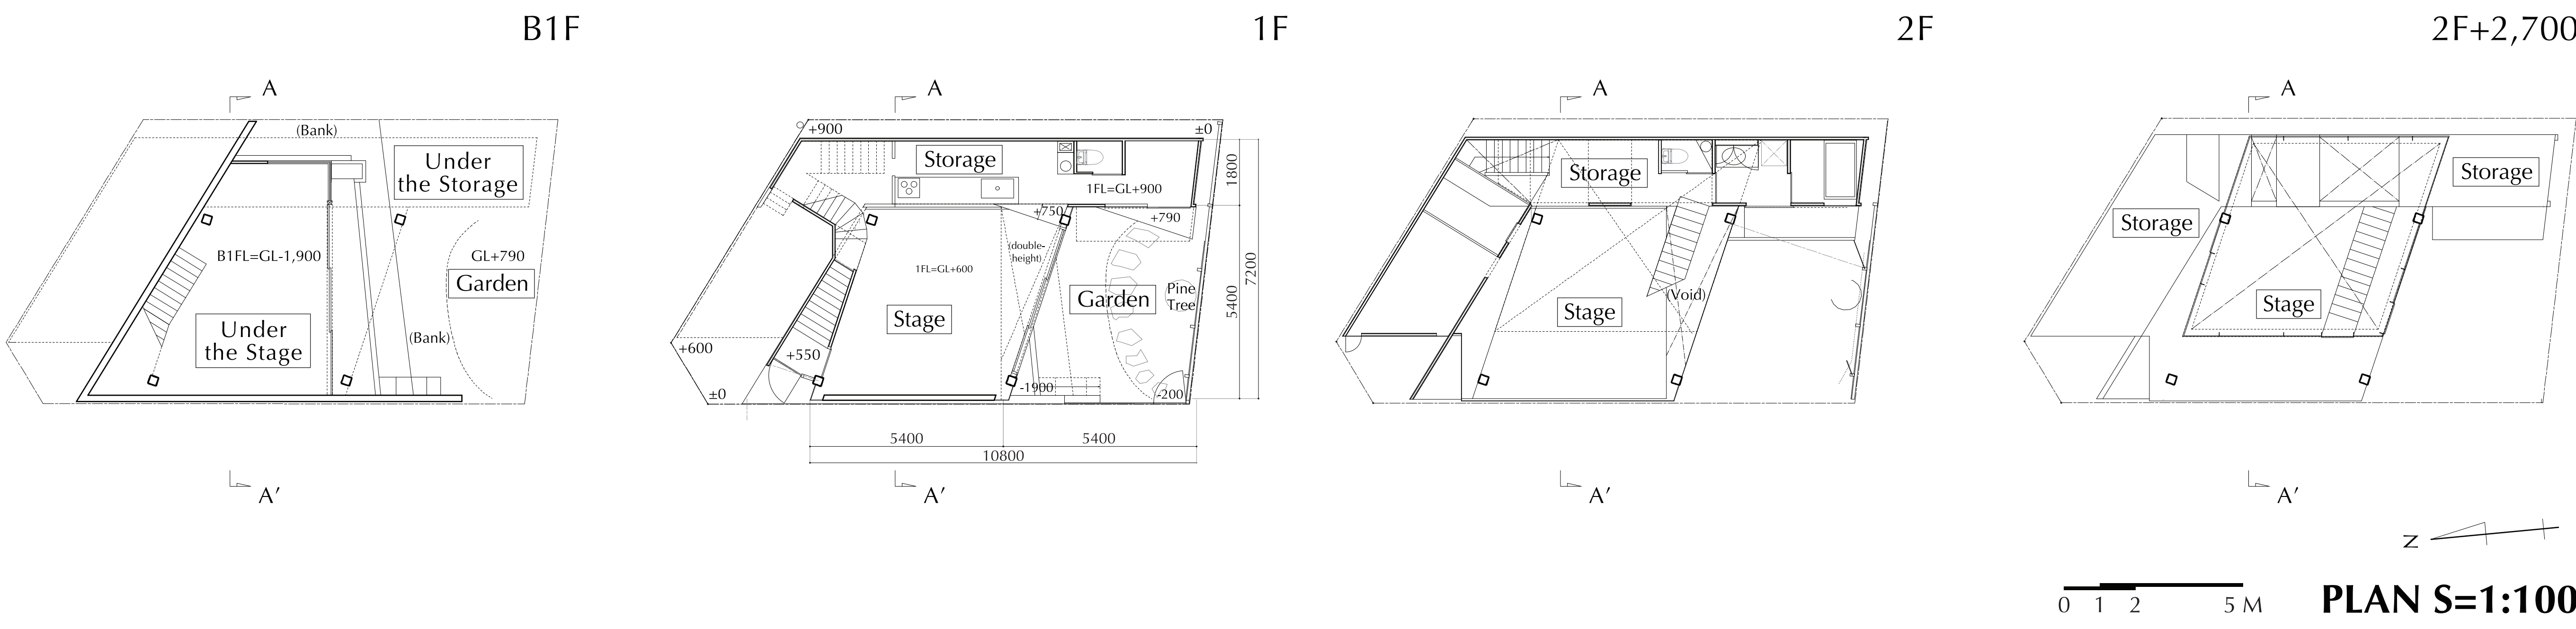 B1F
A
(Bank)
Under
the Storage
B1FL=GL-1,900
GL+790
Garden
Under
the Stage
(Bank)
A′
1F
A
+900
±0
Storage
1FL=GL+900
1800
+750
+790
(double-
height)
1FL=GL+600
7200
Garden
Pine
Tree
5400
Stage
+600
+550
-1900
-200
±0
5400
5400
10800
A′
2F
A
Storage
(Void)
Stage
A′
2F+2,700
A
Storage
Storage
Stage
A′
N
0 1 2 5 M
PLAN S=1:100